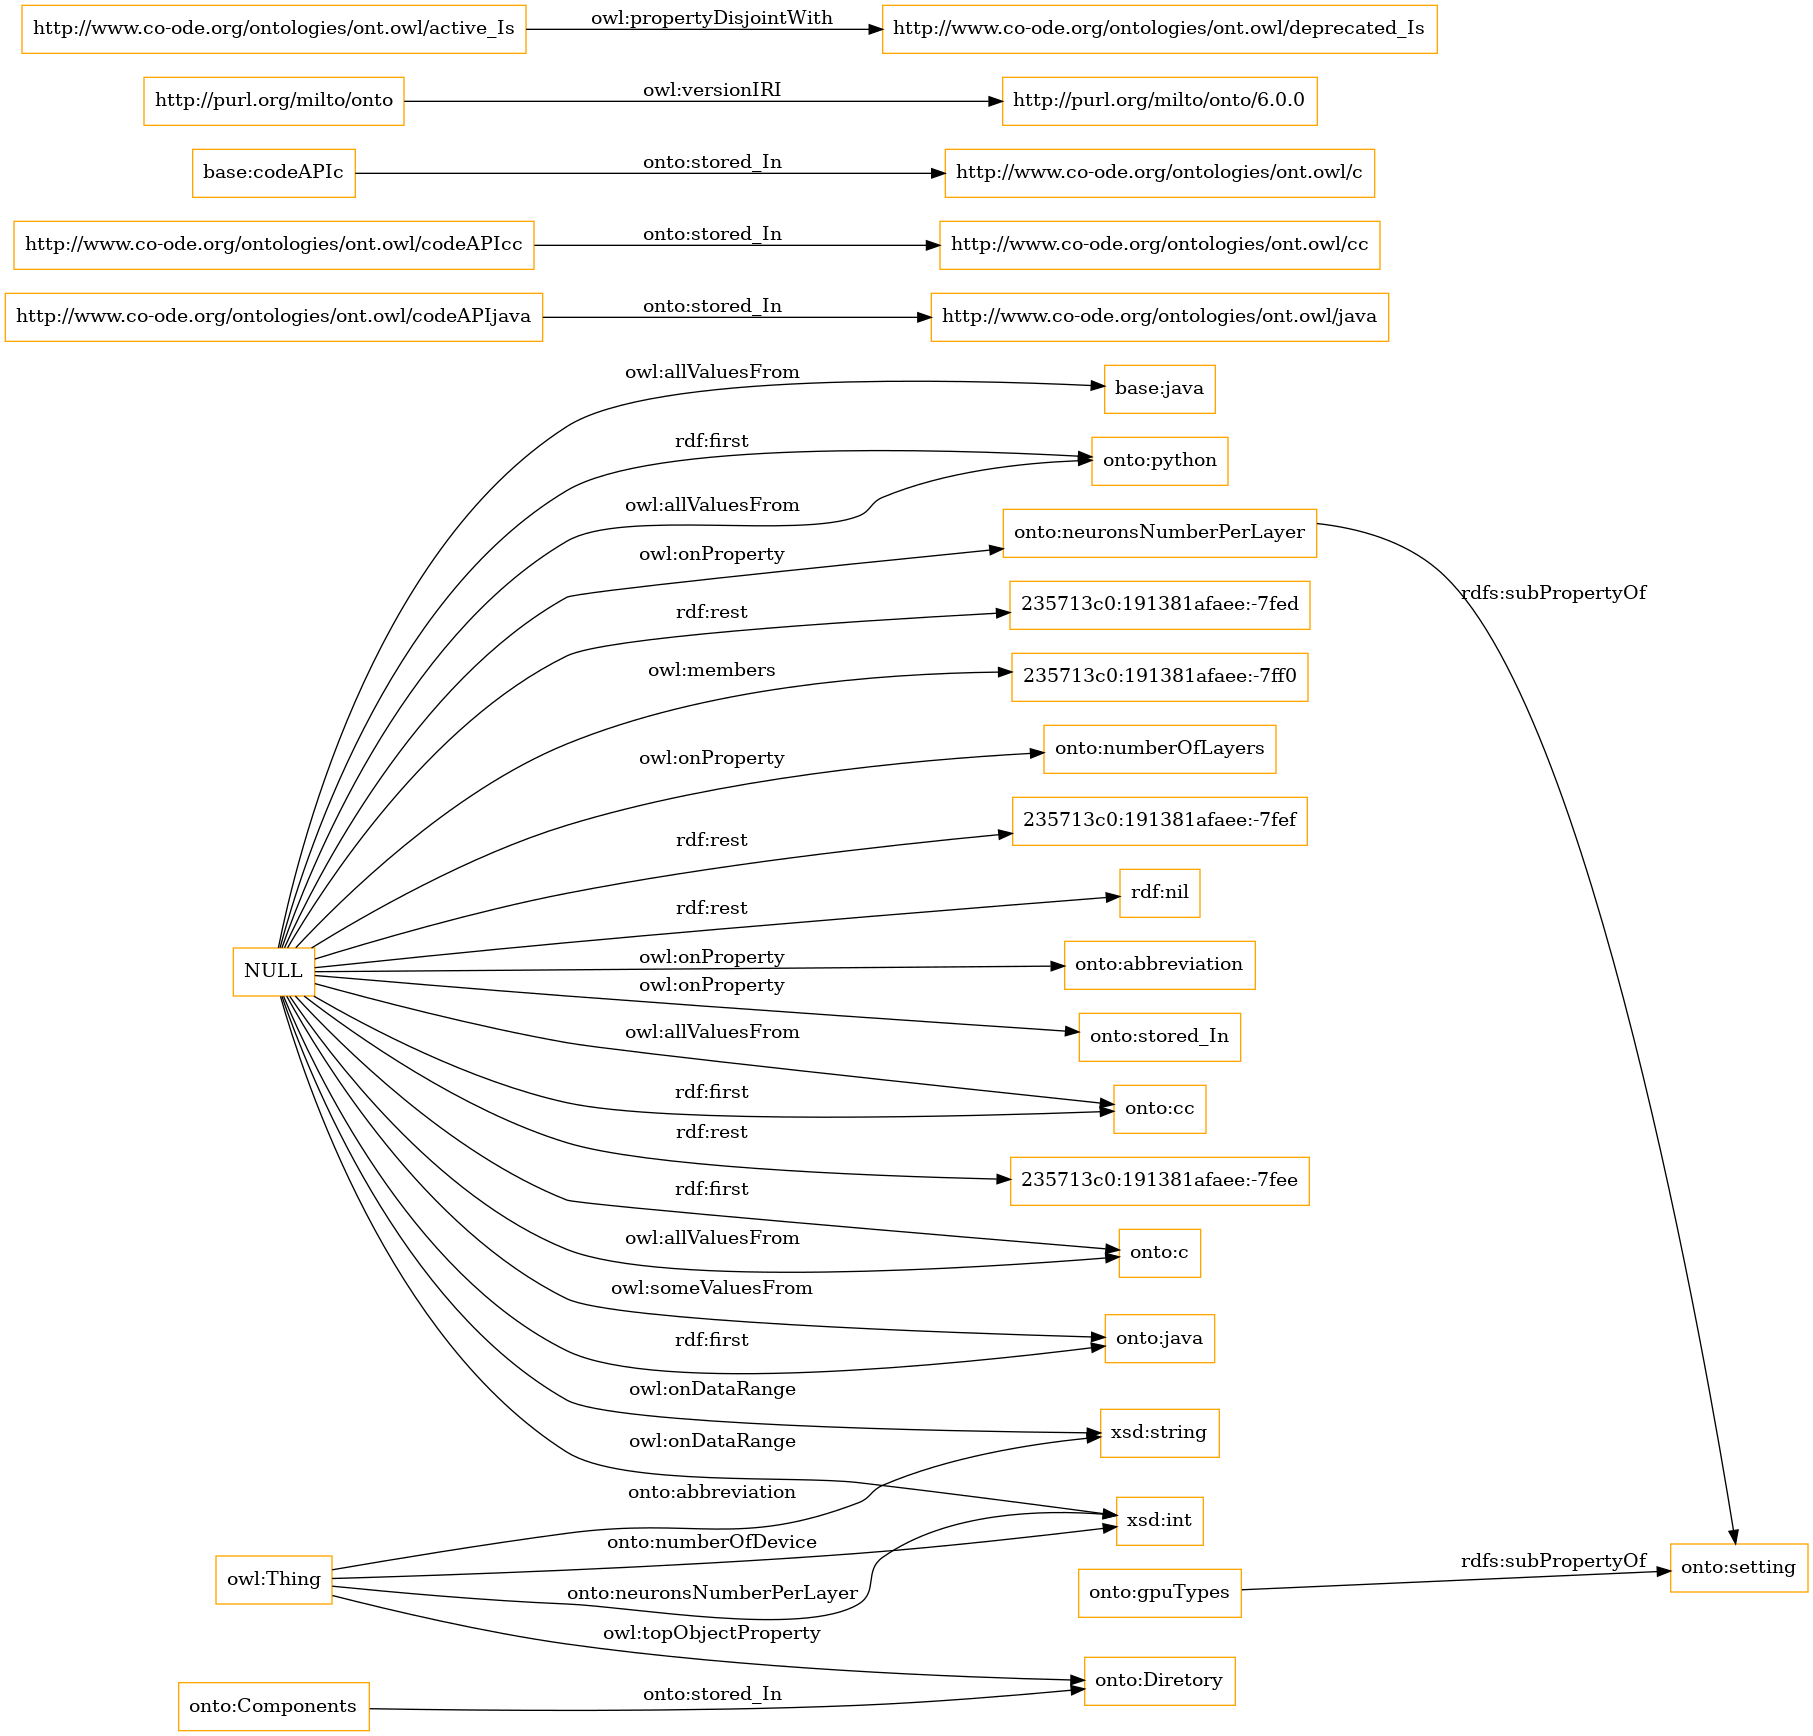 http://www.co-ode.org/ontologies/ont.owl/active_Is
owl:propertyDisjointWith
http://www.co-ode.org/ontologies/ont.owl/deprecated_Is
http://purl.org/milto/onto
owl:versionIRI
http://purl.org/milto/onto/6.0.0
base:codeAPIc
onto:stored_In
http://www.co-ode.org/ontologies/ont.owl/c
http://www.co-ode.org/ontologies/ont.owl/codeAPIcc
onto:stored_In
http://www.co-ode.org/ontologies/ont.owl/cc
http://www.co-ode.org/ontologies/ont.owl/codeAPIjava
onto:stored_In
http://www.co-ode.org/ontologies/ont.owl/java
owl:allValuesFrom
base:java
rdf:first
onto:python
owl:allValuesFrom
onto:neuronsNumberPerLayer
owl:onProperty
rdfs:subPropertyOf
235713c0:191381afaee:-7fed
rdf:rest
owl:members
235713c0:191381afaee:-7ff0
owl:onProperty
onto:numberOfLayers
rdf:rest
235713c0:191381afaee:-7fef
rdf:rest
rdf:nil
NULL
owl:onProperty
onto:abbreviation
owl:onProperty
onto:stored_In
owl:allValuesFrom
rdf:first
onto:cc
rdf:rest
235713c0:191381afaee:-7fee
rdf:first
owl:allValuesFrom
onto:c
owl:someValuesFrom
onto:java
rdf:first
owl:onDataRange
xsd:string
owl:onDataRange
onto:abbreviation
xsd:int
onto:numberOfDevice
owl:Thing
onto:neuronsNumberPerLayer
onto:gpuTypes
rdfs:subPropertyOf
onto:setting
owl:topObjectProperty
onto:Diretory
onto:Components
onto:stored_In